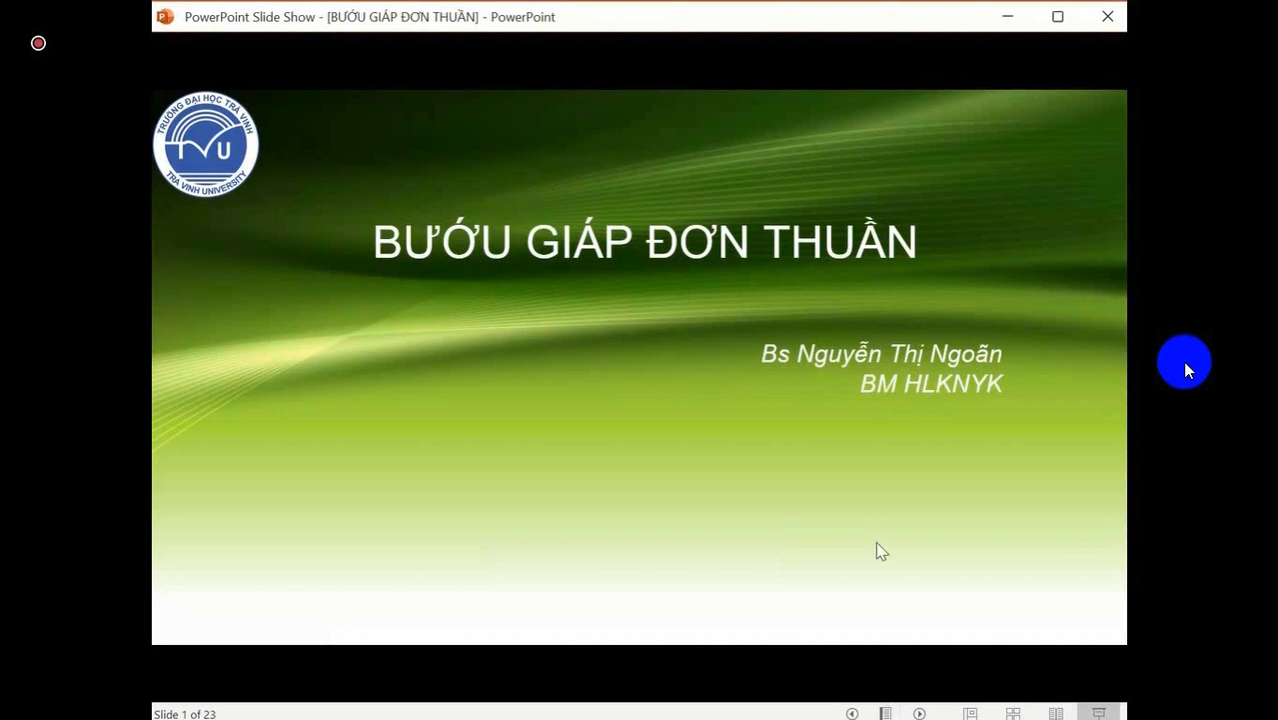 PowerPoint Slide Show - [BƯỚU GIÁP ĐƠN THUẦN] - PowerPoint
TRƯỜNG ĐẠI HỌC TRÀ VINH
TVU
TRA VINH UNIVERSITY
BƯỚU GIÁP ĐƠN THUẦN
Bs Nguyễn Thị Ngoãn
BM HLKNYK
Slide 1 of 23